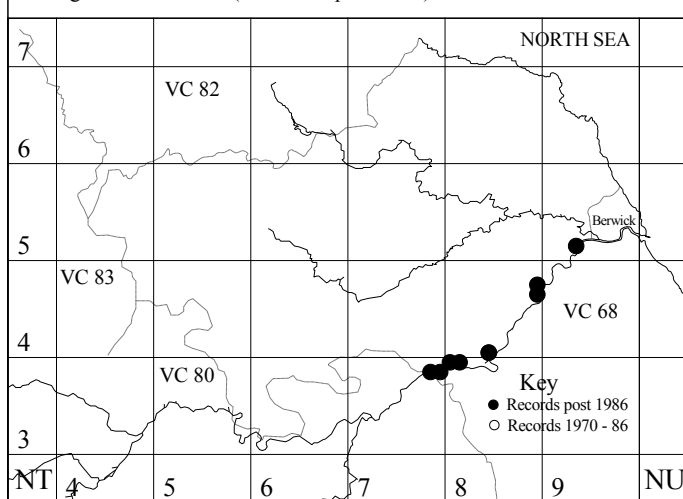 7
NORTH SEA
VC 82
6
Berwick
5
VC 83
VC 68
4
VC 80
Key
Records post 1986
Records 1970 - 86
3
NT 4 5 6 7 8 9 NU